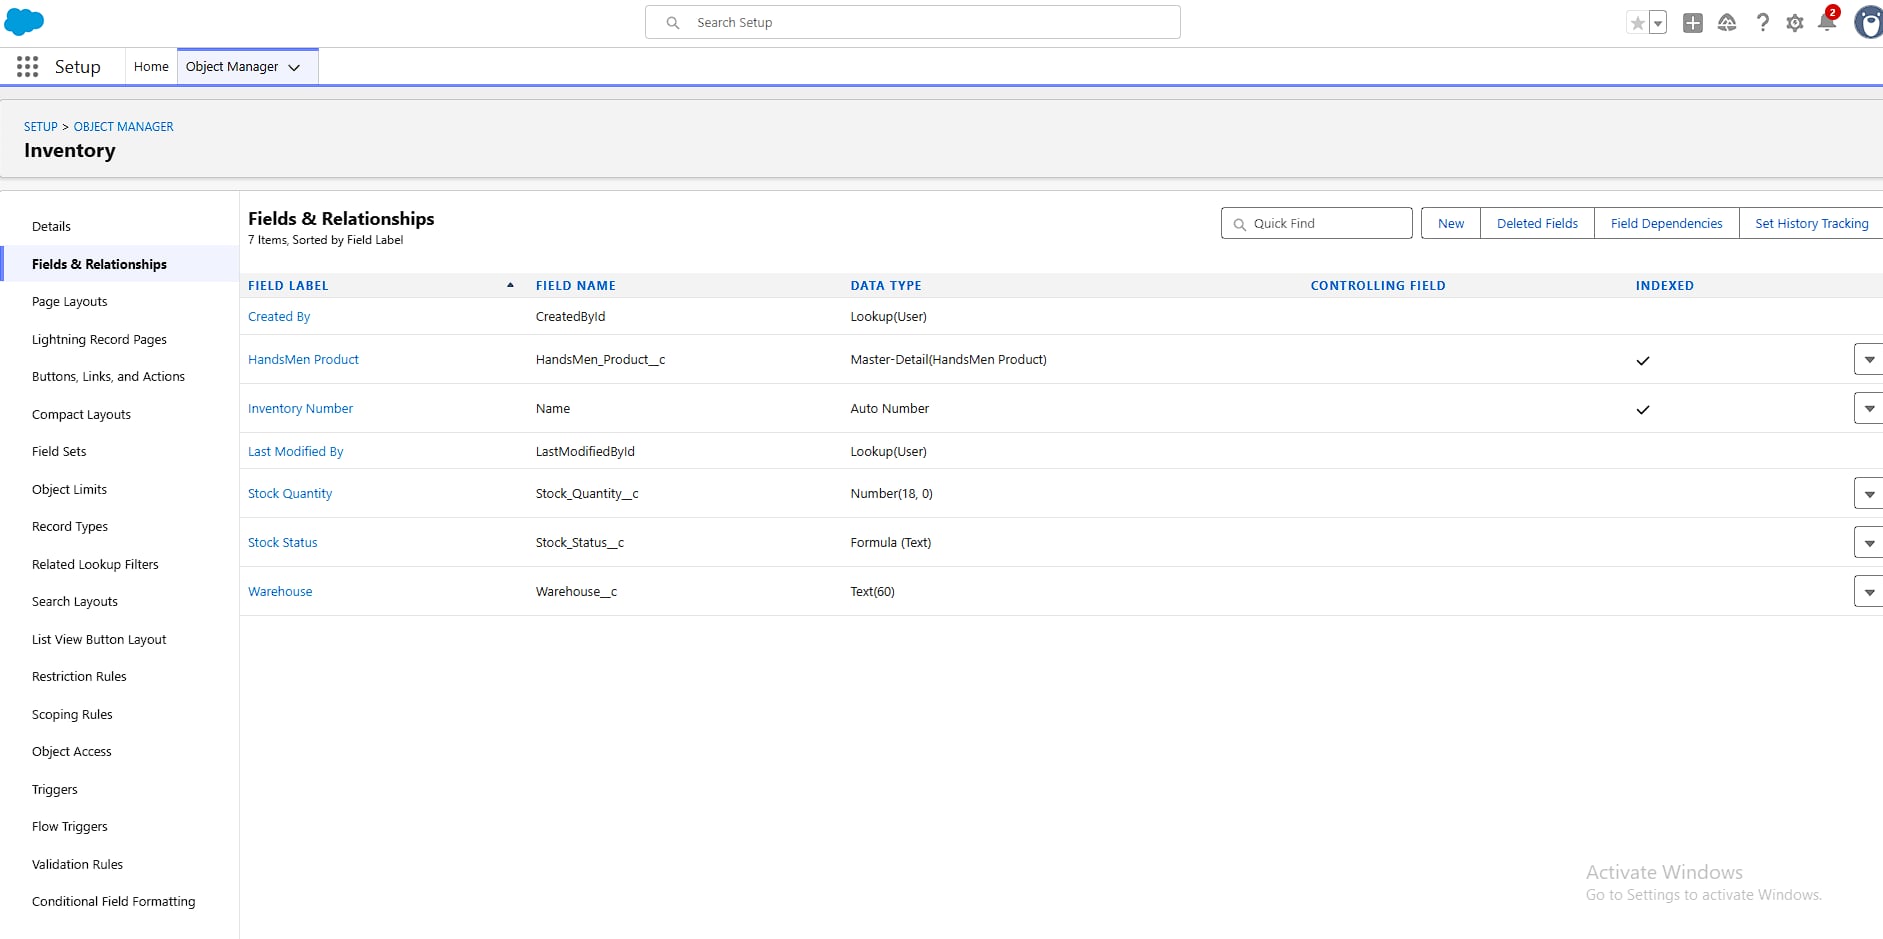 Search Setup
2
Setup
Home
Object Manager
SETUP > OBJECT MANAGER
Inventory
Details
Fields & Relationships
Page Layouts
Lightning Record Pages
Buttons, Links, and Actions
Compact Layouts
Field Sets
Object Limits
Record Types
Related Lookup Filters
Search Layouts
List View Button Layout
Restriction Rules
Scoping Rules
Object Access
Triggers
Flow Triggers
Validation Rules
Conditional Field Formatting
Fields & Relationships
7 Items, Sorted by Field Label
Quick Find
New
Deleted Fields
Field Dependencies
Set History Tracking
FIELD LABEL FIELD NAME DATA TYPE CONTROLLING FIELD INDEXED
Created By CreatedById Lookup(User)
HandsMen Product HandsMen_Product__c Master-Detail(HandsMen Product)
Inventory Number Name Auto Number
Last Modified By LastModifiedById Lookup(User)
Stock Quantity Stock_Quantity__c Number(18, 0)
Stock Status Stock_Status__c Formula (Text)
Warehouse Warehouse__c Text(60)
Activate Windows
Go to Settings to activate Windows.